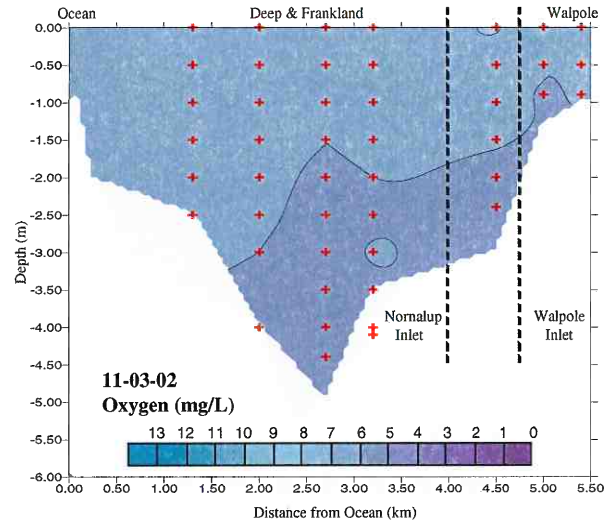 Ocean Deep & Frankland Walpole
0.00
-0.50
-1.00
-1.50
-2.00
-2.50
-3.00
-3.50
-4.00
-4.50
-5.00
-5.50
-6.00
Depth (m)
Nornalup
Inlet
Walpole
Inlet
11-03-02
Oxygen (mg/L)
13 12 11 10 9 8 7 6 5 4 3 2 1 0
0.00 0.50 1.00 1.50 2.00 2.50 3.00 3.50 4.00 4.50 5.00 5.50
Distance from Ocean (km)